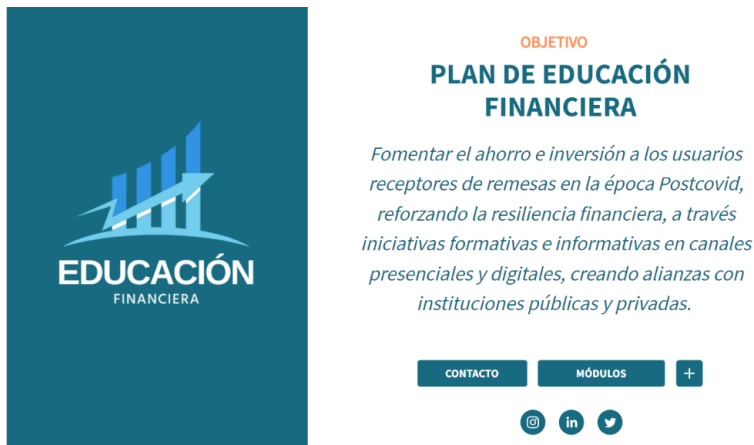 EDUCACIÓN
FINANCIERA
OBJETIVO
PLAN DE EDUCACIÓN
FINANCIERA
Fomentar el ahorro e inversión a los usuarios
receptores de remesas en la época Postcovid,
reforzando la resiliencia financiera, a través
iniciativas formativas e informativas en canales
presenciales y digitales, creando alianzas con
instituciones públicas y privadas.
CONTACTO MÓDULOS +
in